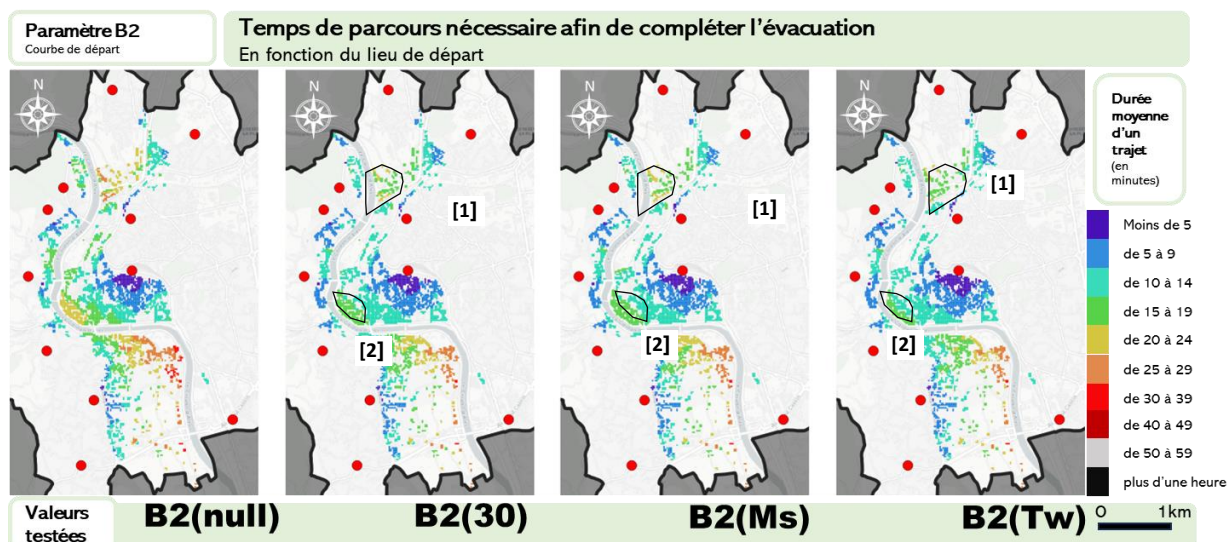 Paramètre B2
Courbe de départ
Temps de parcours nécessaire afin de compléter l'évacuation
En fonction du lieu de départ
N
N
N
N
[1]
[1]
[1]
[2]
[2]
[2]
Durée
moyenne
d'un
trajet
(en
minutes)
Moins de 5
de 5 à 9
de 10 à 14
de 15 à 19
de 20 à 24
de 25 à 29
de 30 à 39
de 40 à 49
de 50 à 59
plus d'une heure
Valeurs
testées
B2(null)
B2(30)
B2(Ms)
B2(Tw)
0 1km